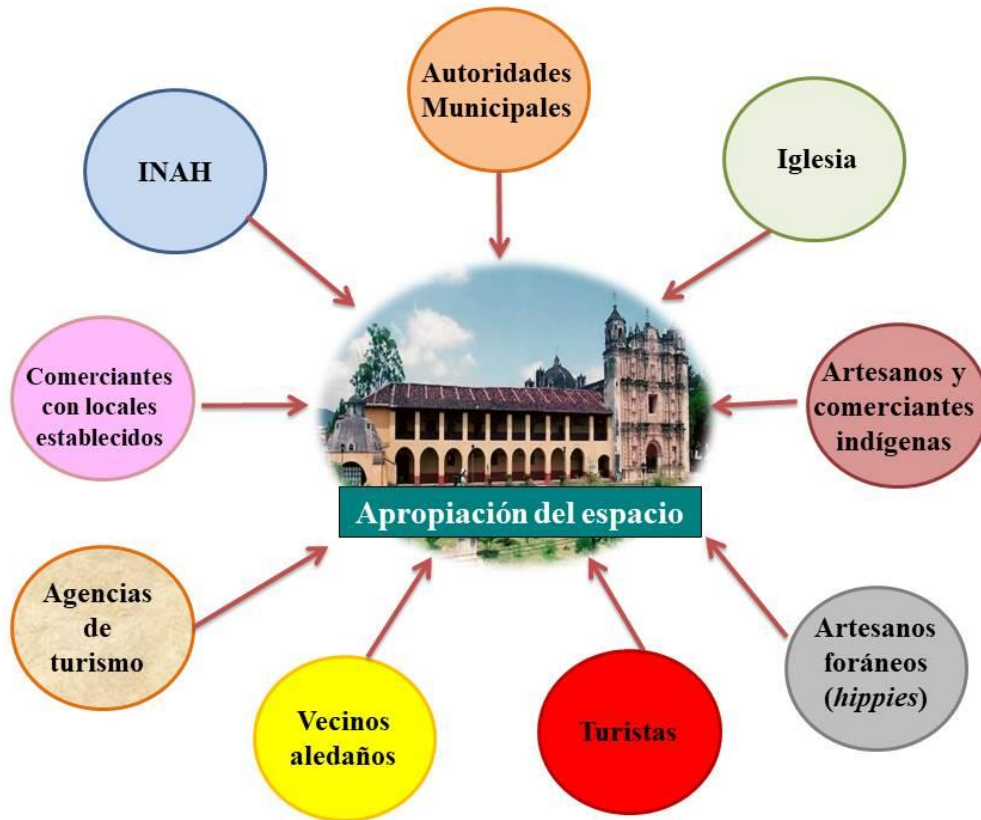 Autoridades
Municipales
INAH
Iglesia
Comerciantes
con locales
establecidos
Artesanos y
comerciantes
indígenas
Apropiación del espacio
Agencias
de
turismo
Artesanos
foráneos
(hippies)
Vecinos
aledaños
Turistas